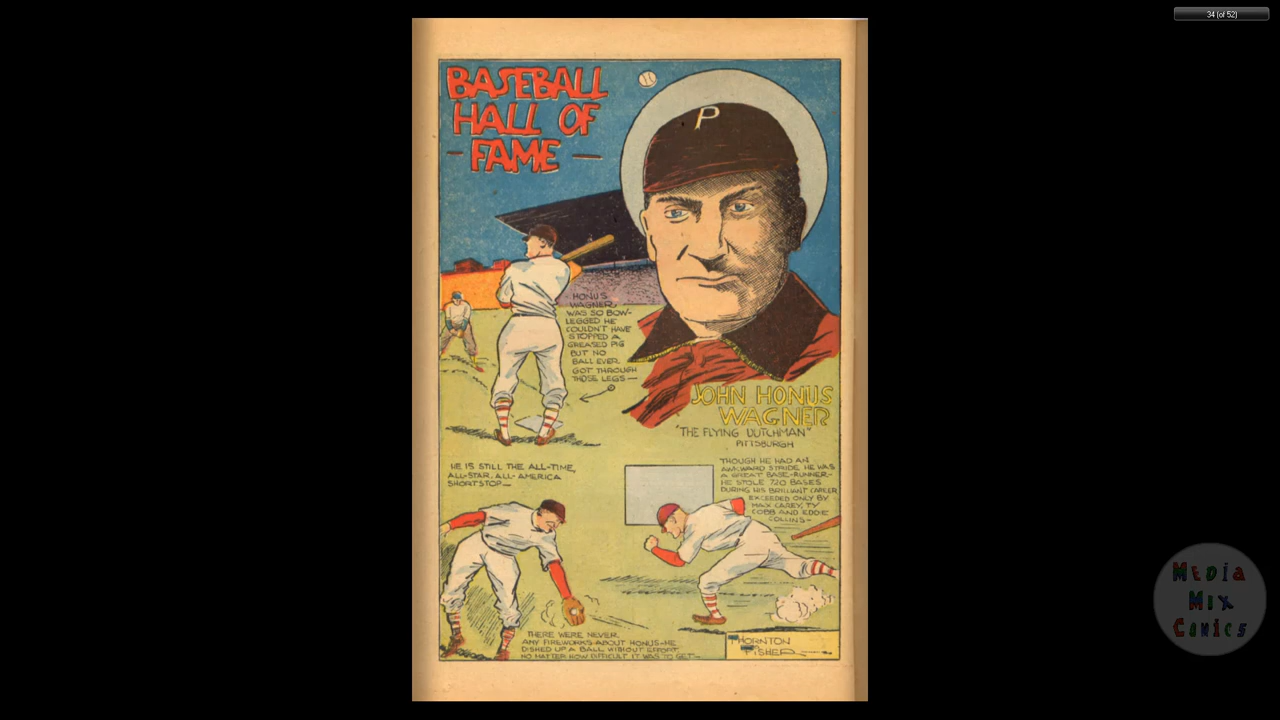 34 (of 52)
BASEBALL
HALL OF
- FAME -
P
HONUS
WAGNER
WAS SO BOW-
LEGGED HE
COULDN'T HAVE
STOPPED A
GREASED PIG
BUT NO
BALL EVER
GOT THROUGH
THOSE LEGS—
JOHN HONUS
WAGNER
"THE FLYING DUTCHMAN"
PITTSBURGH
HE IS STILL THE ALL-TIME,
ALL-STAR, ALL-AMERICA
SHORTSTOP—
THOUGH HE HAD AN
AWKWARD STRIDE, HE WAS
A GREAT BASE-RUNNER-
HE STOLE 720 BASES
DURING HIS BRILLIANT CAREER
EXCEEDED ONLY BY
MAX CAREY, TY
COBB AND EDDIE
COLLINS-
THERE WERE NEVER
ANY FIREWORKS ABOUT HONUS-HE
DISHED UP A BALL WITHOUT EFFORT
NO MATTER HOW DIFFICULT IT WAS TO GET-
THORNTON
FISHER
Media
Mix
Comics